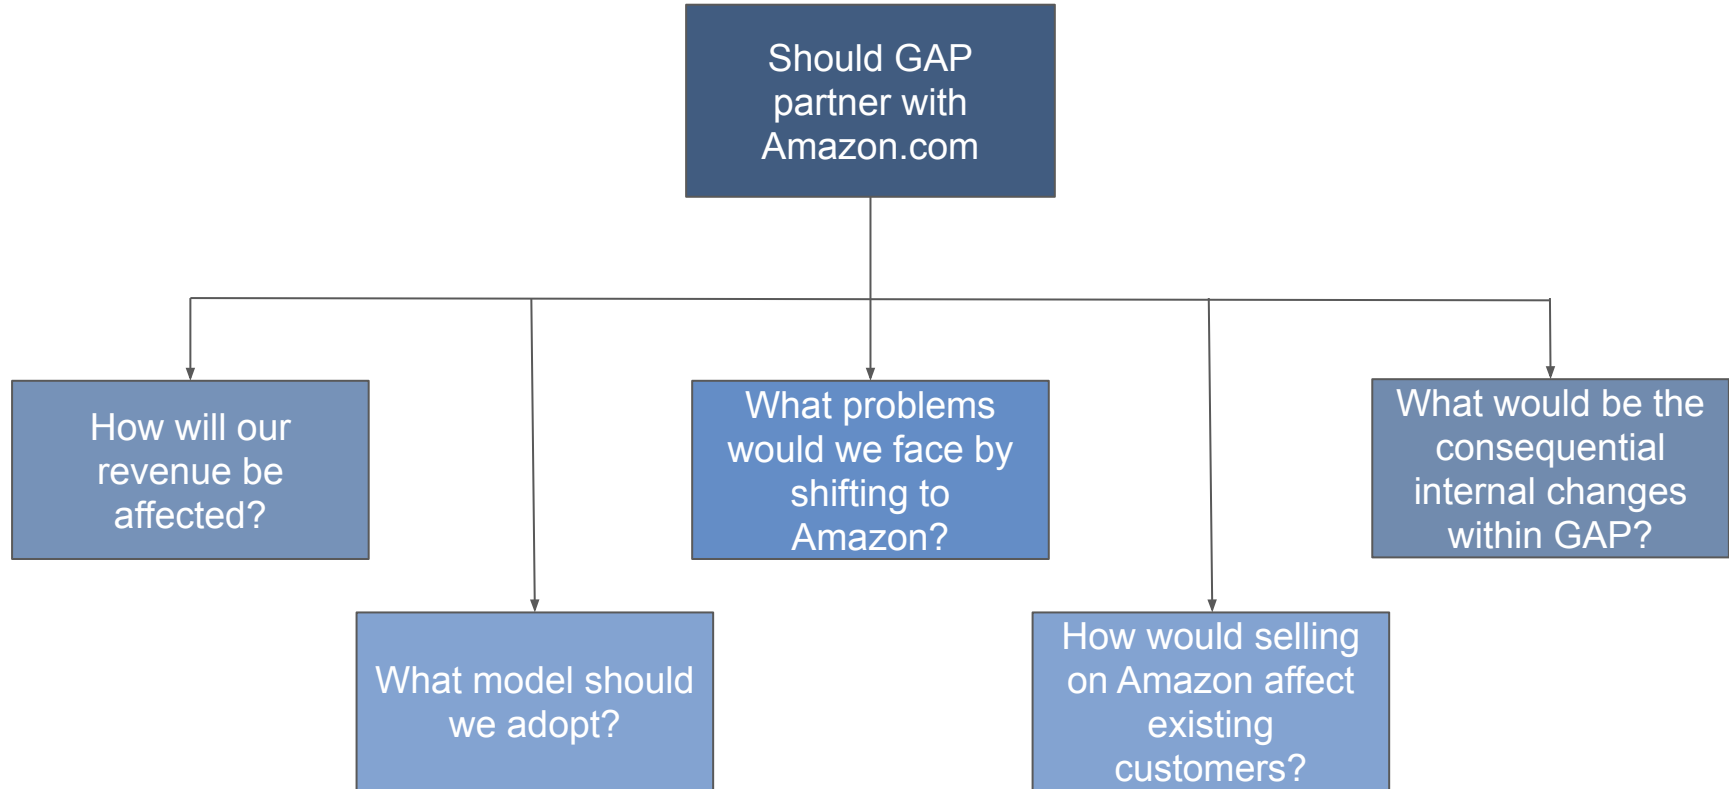 Should GAP
partner with
Amazon.com
How will our
revenue be
affected?
What model should
we adopt?
What problems
would we face by
shifting to
Amazon?
How would selling
on Amazon affect
existing
customers?
What would be the
consequential
internal changes
within GAP?